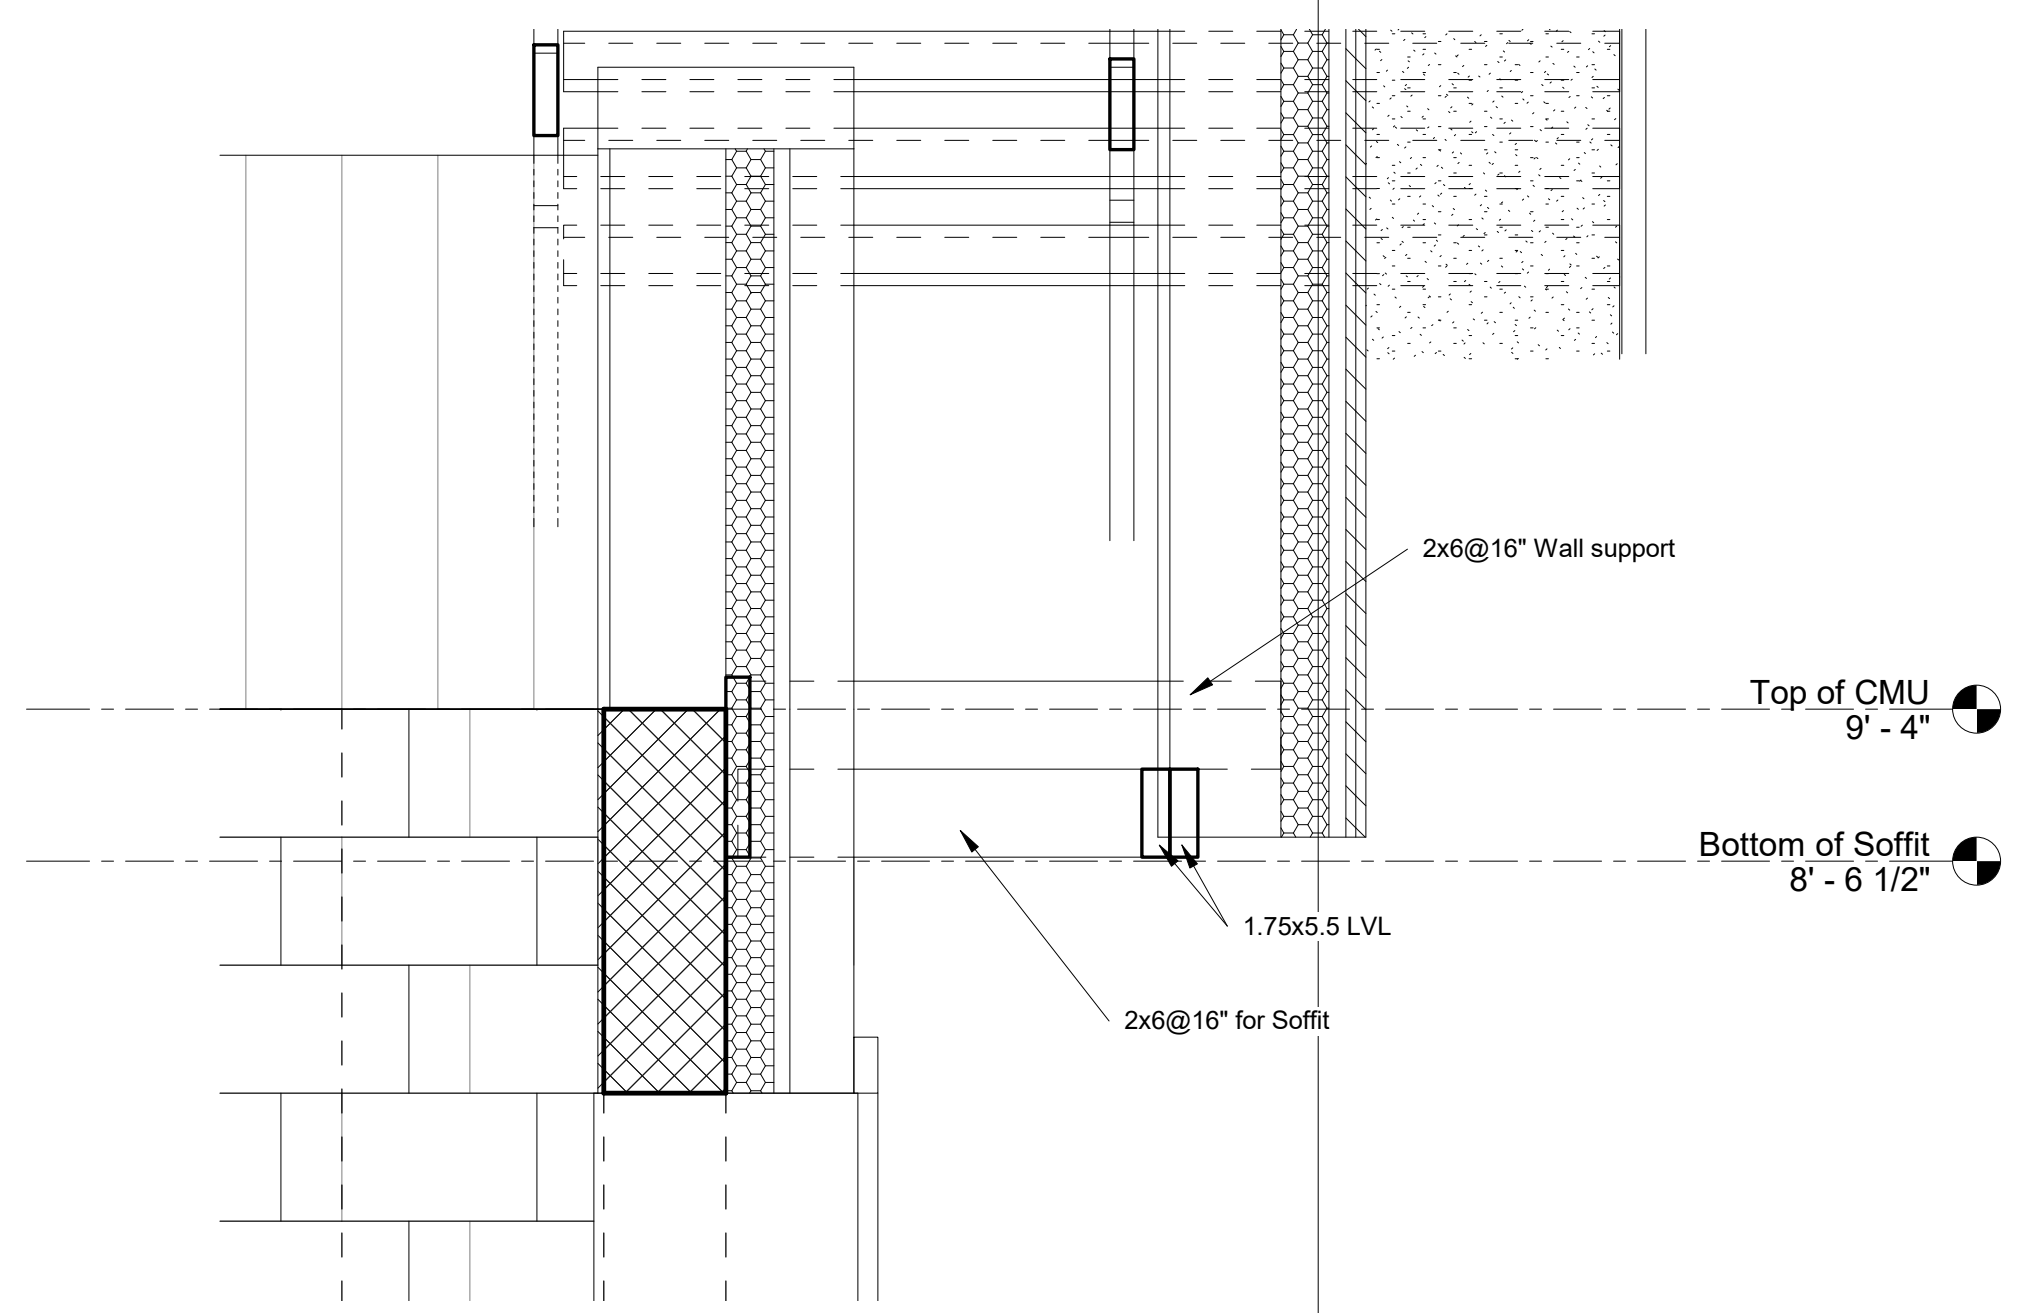 2x6@16" Wall support
Top of CMU
9' - 4"
Bottom of Soffit
8' - 6 1/2"
1.75x5.5 LVL
2x6@16" for Soffit